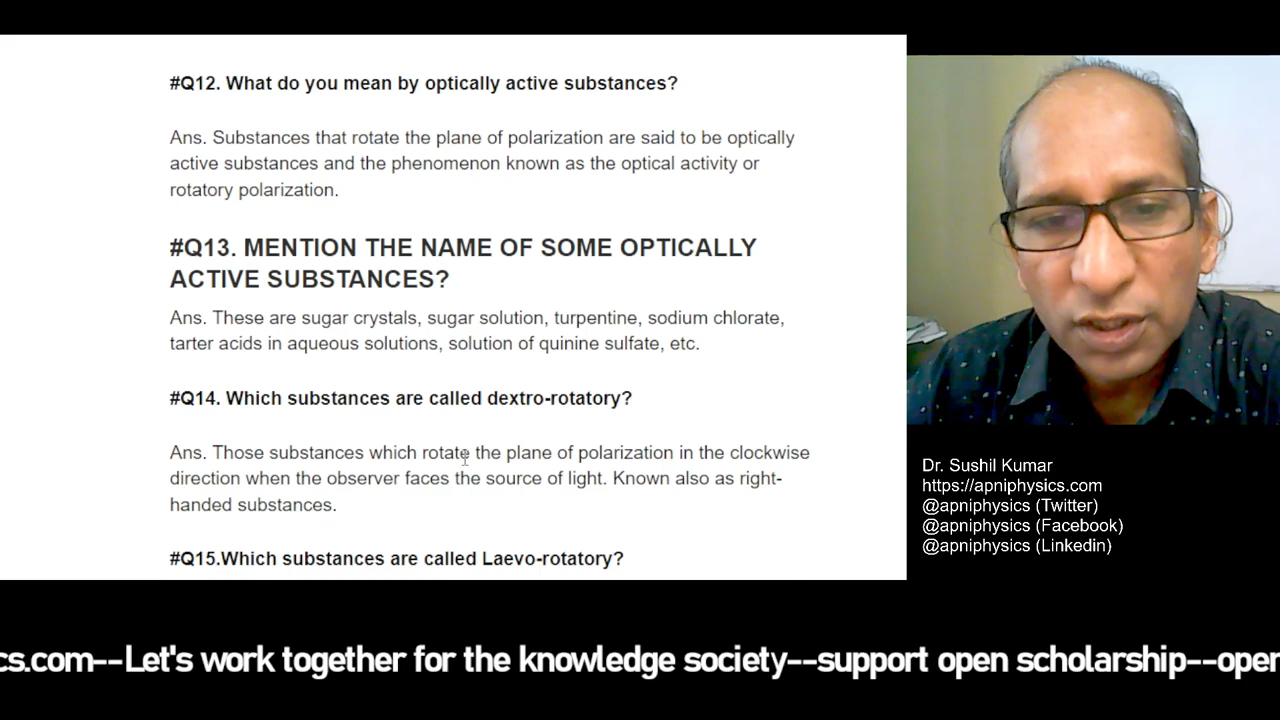 #Q12. What do you mean by optically active substances?
Ans. Substances that rotate the plane of polarization are said to be optically
active substances and the phenomenon known as the optical activity or
rotatory polarization.
#Q13. MENTION THE NAME OF SOME OPTICALLY
ACTIVE SUBSTANCES?
Ans. These are sugar crystals, sugar solution, turpentine, sodium chlorate,
tarter acids in aqueous solutions, solution of quinine sulfate, etc.
#Q14. Which substances are called dextro-rotatory?
Ans. Those substances which rotate the plane of polarization in the clockwise
direction when the observer faces the source of light. Known also as right-
handed substances.
#Q15.Which substances are called Laevo-rotatory?
Dr. Sushil Kumar
https://apniphysics.com
@apniphysics (Twitter)
@apniphysics (Facebook)
@apniphysics (Linkedin)
cs.com--Let's work together for the knowledge society--support open scholarship--oper